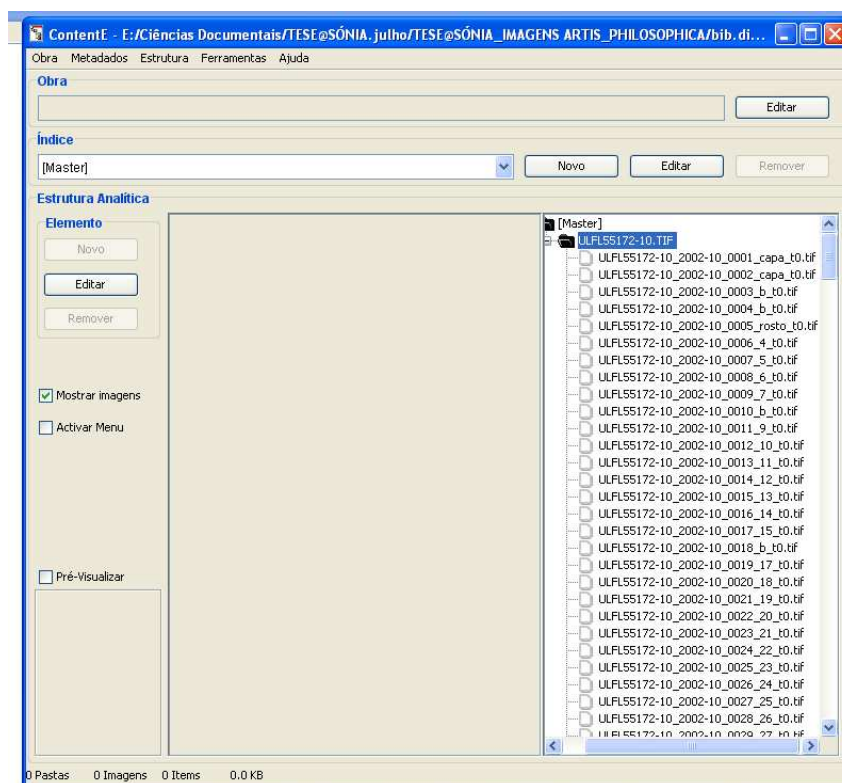 ContentE - E:/Ciências Documentais/TESE@SÓNIA.julho/TESE@SÓNIA_IMAGENS ARTIS_PHILOSOPHICA/bib.di...
Obra Metadados Estrutura Ferramentas Ajuda
Obra
Editar
Índice
[Master] Novo Editar Remover
Estrutura Analítica
Elemento
Novo
Editar
Remover
Mostrar imagens
Activar Menu
Pré-Visualizar
[Master]
ULFL55172-10.TIF
ULFL55172-10_2002-10_0001_capa_t0.tif
ULFL55172-10_2002-10_0002_capa_t0.tif
ULFL55172-10_2002-10_0003_b_t0.tif
ULFL55172-10_2002-10_0004_b_t0.tif
ULFL55172-10_2002-10_0005_rosto_t0.tif
ULFL55172-10_2002-10_0006_4_t0.tif
ULFL55172-10_2002-10_0007_5_t0.tif
ULFL55172-10_2002-10_0008_6_t0.tif
ULFL55172-10_2002-10_0009_7_t0.tif
ULFL55172-10_2002-10_0010_b_t0.tif
ULFL55172-10_2002-10_0011_9_t0.tif
ULFL55172-10_2002-10_0012_10_t0.tif
ULFL55172-10_2002-10_0013_11_t0.tif
ULFL55172-10_2002-10_0014_12_t0.tif
ULFL55172-10_2002-10_0015_13_t0.tif
ULFL55172-10_2002-10_0016_14_t0.tif
ULFL55172-10_2002-10_0017_15_t0.tif
ULFL55172-10_2002-10_0018_b_t0.tif
ULFL55172-10_2002-10_0019_17_t0.tif
ULFL55172-10_2002-10_0020_18_t0.tif
ULFL55172-10_2002-10_0021_19_t0.tif
ULFL55172-10_2002-10_0022_20_t0.tif
ULFL55172-10_2002-10_0023_21_t0.tif
ULFL55172-10_2002-10_0024_22_t0.tif
ULFL55172-10_2002-10_0025_23_t0.tif
ULFL55172-10_2002-10_0026_24_t0.tif
ULFL55172-10_2002-10_0027_25_t0.tif
ULFL55172-10_2002-10_0028_26_t0.tif
ULFL55172-10_2002-10_0029_27_t0.tif
0 Pastas 0 Imagens 0 Items 0.0 KB